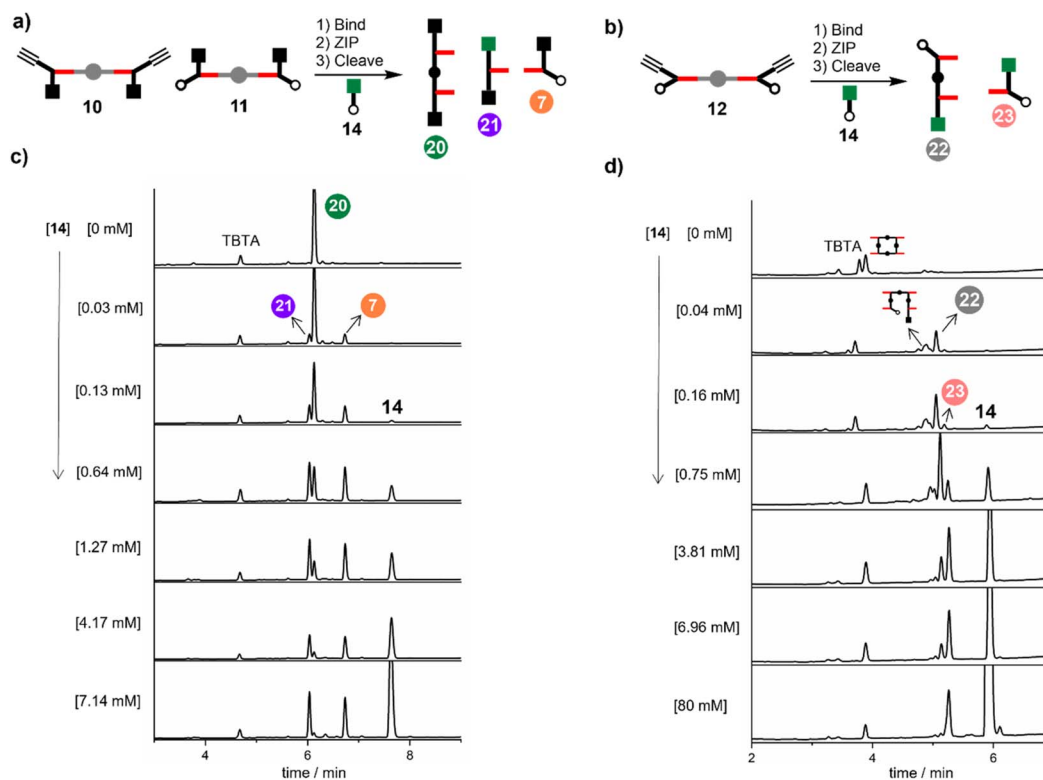 a)
1) Bind
2) ZIP
3) Cleave
10
11
14
20
21
7
b)
1) Bind
2) ZIP
3) Cleave
12
14
22
23
c)
[14] [0 mM]
TBTA
20
[0.03 mM]
21
7
[0.13 mM]
14
[0.64 mM]
[1.27 mM]
[4.17 mM]
[7.14 mM]
4 6 8
time / min
d)
[14] [0 mM]
TBTA
[0.04 mM]
22
[0.16 mM]
23
14
[0.75 mM]
[3.81 mM]
[6.96 mM]
[80 mM]
2 4 6
time / min